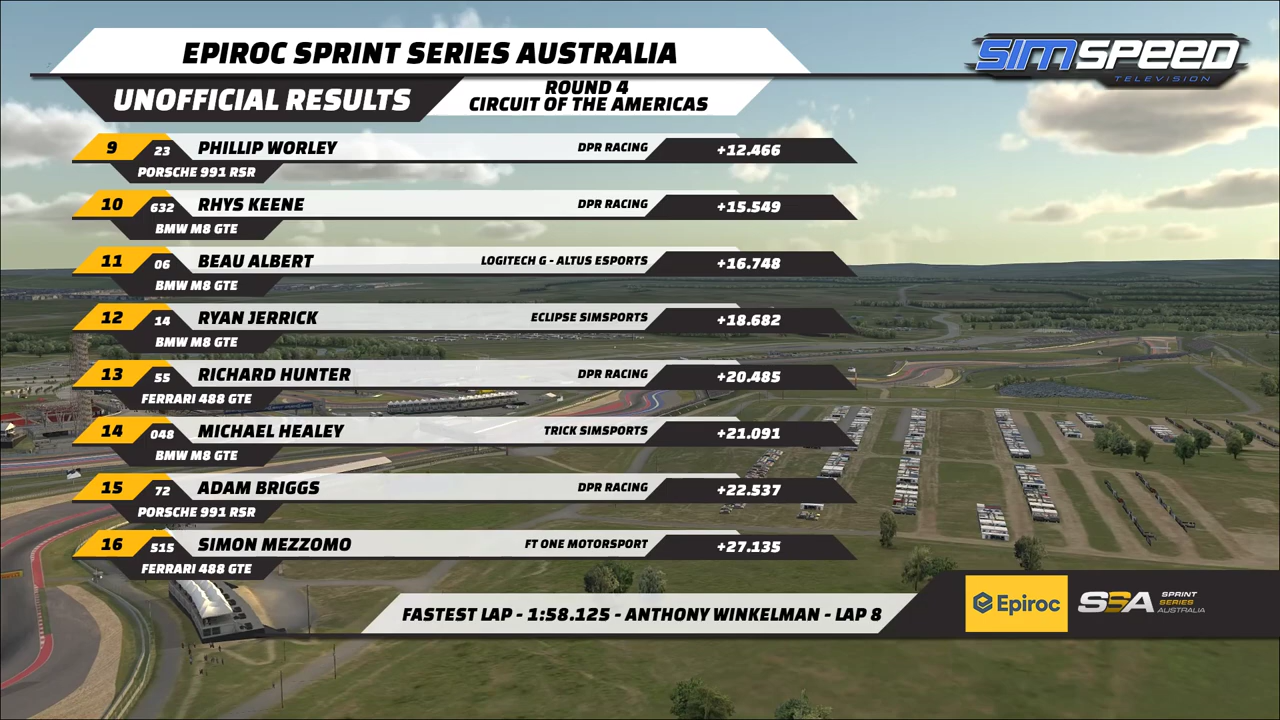 EPIROC SPRINT SERIES AUSTRALIA
SIMSPEED
TELEVISION
UNOFFICIAL RESULTS
ROUND 4
CIRCUIT OF THE AMERICAS
9 23 PHILLIP WORLEY DPR RACING +12.466
PORSCHE 991 RSR
10 632 RHYS KEENE DPR RACING +15.549
BMW M8 GTE
11 06 BEAU ALBERT LOGITECH G - ALTUS ESPORTS +16.748
BMW M8 GTE
12 14 RYAN JERRICK ECLIPSE SIMSPORTS +18.682
BMW M8 GTE
13 55 RICHARD HUNTER DPR RACING +20.485
FERRARI 488 GTE
14 048 MICHAEL HEALEY TRICK SIMSPORTS +21.091
BMW M8 GTE
15 72 ADAM BRIGGS DPR RACING +22.537
PORSCHE 991 RSR
16 515 SIMON MEZZOMO FT ONE MOTORSPORT +27.135
FERRARI 488 GTE
FASTEST LAP - 1:58.125 - ANTHONY WINKELMAN - LAP 8
Epiroc
SSA SPRINT
SERIES
AUSTRALIA